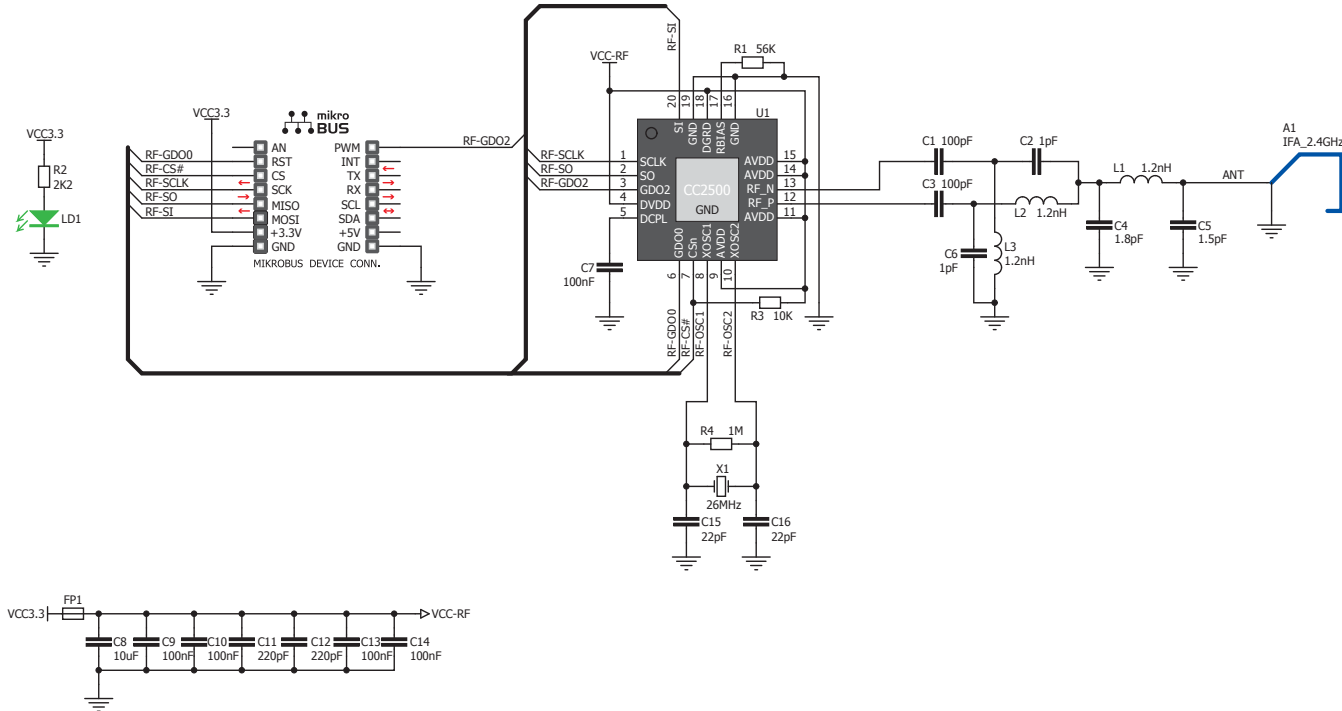 RF-SI
R1 56K
VCC-RF
20
19
18
17
16
U1
SI
GND
DGRD
RBIAS
GND
VCC3.3
R2
2K2
LD1
VCC3.3
mikro
BUS
AN
RST
CS
SCK
MISO
MOSI
+3.3V
GND
PWM
INT
TX
RX
SCL
SDA
+5V
GND
RF-GDO0
RF-CS#
RF-SCLK
RF-SO
RF-SI
MIKROBUS DEVICE CONN.
RF-GDO2
RF-SCLK
RF-SO
RF-GDO2
1
2
3
4
5
SCLK
SO
GDO2
DVDD
DCPL
CC2500
GND
AVDD
AVDD
RF_N
RF_P
AVDD
15
14
13
12
11
GDO0
CSn
XOSC1
AVDD
XOSC2
6
7
8
9
10
C7
100nF
RF-GDO0
RF-CS#
RF-OSC1
RF-OSC2
R3 10K
C1 100pF
C3 100pF
C2 1pF
L2 1.2nH
C6
1pF
L3
1.2nH
L1 1.2nH
C4
1.8pF
C5
1.5pF
ANT
A1
IFA_2.4GHz
R4 1M
X1
26MHz
C15
22pF
C16
22pF
VCC3.3
FP1
VCC-RF
C8
10uF
C9
100nF
C10
100nF
C11
220pF
C12
220pF
C13
100nF
C14
100nF